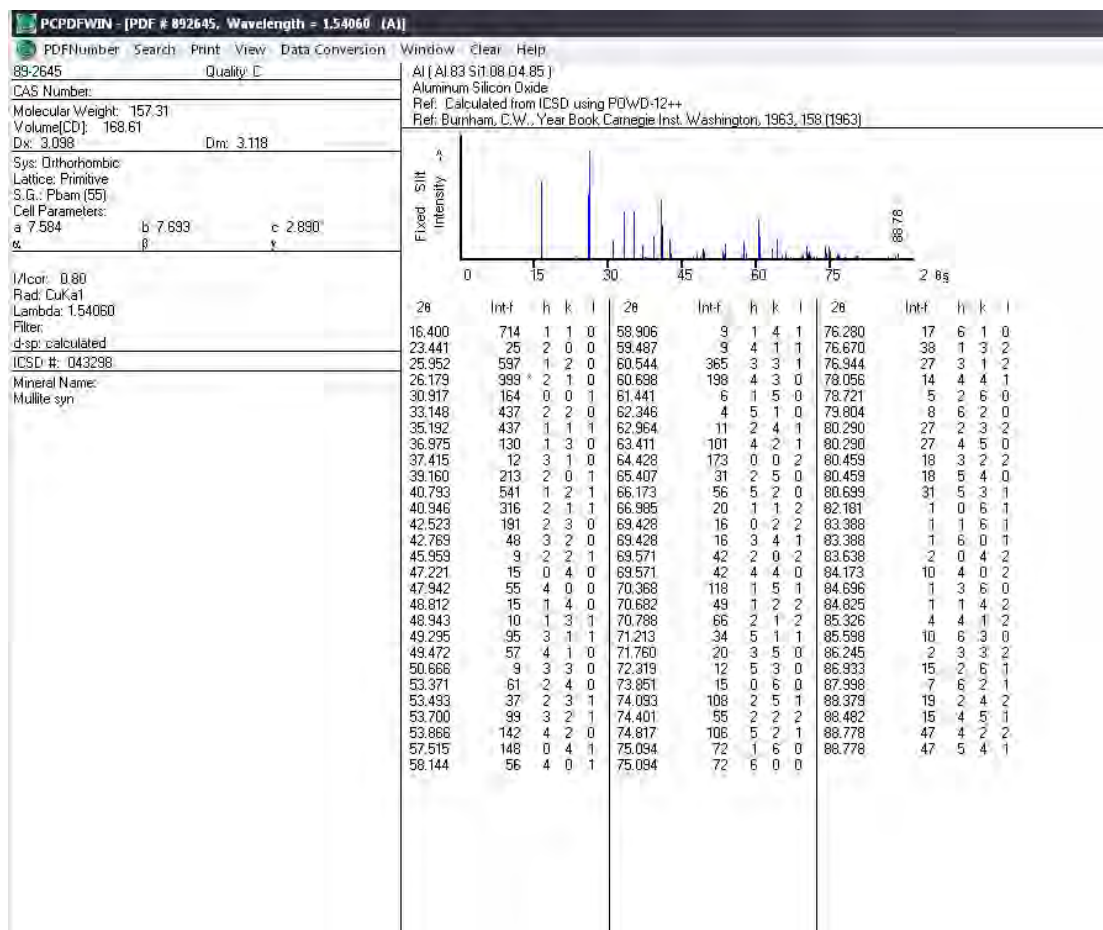 PCPDFWIN - [PDF # 892645, Wavelength = 1.54060 (A)]
PDFNumber Search Print View Data Conversion Window Clear Help
89-2645 Quality: C
CAS Number:
Molecular Weight: 157.31
Volume[CD]: 168.61
Dx: 3.098 Dm: 3.118
Sys: Orthorhombic
Lattice: Primitive
S.G.: Pbam (55)
Cell Parameters:
a 7.584 b 7.693 c 2.890
α β γ
I/Icor: 0.80
Rad: CuKa1
Lambda: 1.54060
Filter:
d-sp: calculated
ICSD #: 043298
Mineral Name:
Mullite syn
Al ( Al.83 Si1.08 O4.85 )
Aluminum Silicon Oxide
Ref: Calculated from ICSD using POWD-12++
Ref: Burnham, C.W., Year Book Carnegie Inst. Washington, 1963, 158 (1963)
Fixed Slit
Intensity ->
88.78
0 15 30 45 60 75 2 θs
2θ Int-f h k l 2θ Int-f h k l 2θ Int-f h k l
16.400 714 1 1 0 58.906 9 1 4 1 76.280 17 6 1 0
23.441 25 2 0 0 59.487 9 4 1 1 76.670 38 1 3 2
25.952 597 1 2 0 60.544 365 3 3 1 76.944 27 3 1 2
26.179 999 * 2 1 0 60.698 198 4 3 0 78.056 14 4 4 1
30.917 164 0 0 1 61.441 6 1 5 0 78.721 5 2 6 0
33.148 437 2 2 0 62.346 4 5 1 0 79.804 8 6 2 0
35.192 437 1 1 1 62.964 11 2 4 1 80.290 27 2 3 2
36.975 130 1 3 0 63.411 101 4 2 1 80.290 27 4 5 0
37.415 12 3 1 0 64.428 173 0 0 2 80.459 18 3 2 2
39.160 213 2 0 1 65.407 31 2 5 0 80.459 18 5 4 0
40.793 541 1 2 1 66.173 56 5 2 0 80.699 31 5 3 1
40.946 316 2 1 1 66.985 20 1 1 2 82.181 1 0 6 1
42.523 191 2 3 0 69.428 16 0 2 2 83.388 1 1 6 1
42.769 48 3 2 0 69.428 16 3 4 1 83.388 1 6 0 1
45.959 9 2 2 1 69.571 42 2 0 2 83.638 2 0 4 2
47.221 15 0 4 0 69.571 42 4 4 0 84.173 10 4 0 2
47.942 55 4 0 0 70.368 118 1 5 1 84.696 1 3 6 0
48.812 15 1 4 0 70.682 49 1 2 2 84.825 1 1 4 2
48.943 10 1 3 1 70.788 66 2 1 2 85.326 4 4 1 2
49.295 95 3 1 1 71.213 34 5 1 1 85.598 10 6 3 0
49.472 57 4 1 0 71.760 20 3 5 0 86.245 2 3 3 2
50.666 9 3 3 0 72.319 12 5 3 0 86.933 15 2 6 1
53.371 61 2 4 0 73.851 15 0 6 0 87.998 7 6 2 1
53.493 37 2 3 1 74.093 108 2 5 1 88.379 19 2 4 2
53.700 99 3 2 1 74.401 55 2 2 2 88.482 15 4 5 1
53.866 142 4 2 0 74.817 106 5 2 1 88.778 47 4 2 2
57.515 148 0 4 1 75.094 72 1 6 0 88.778 47 5 4 1
58.144 56 4 0 1 75.094 72 6 0 0